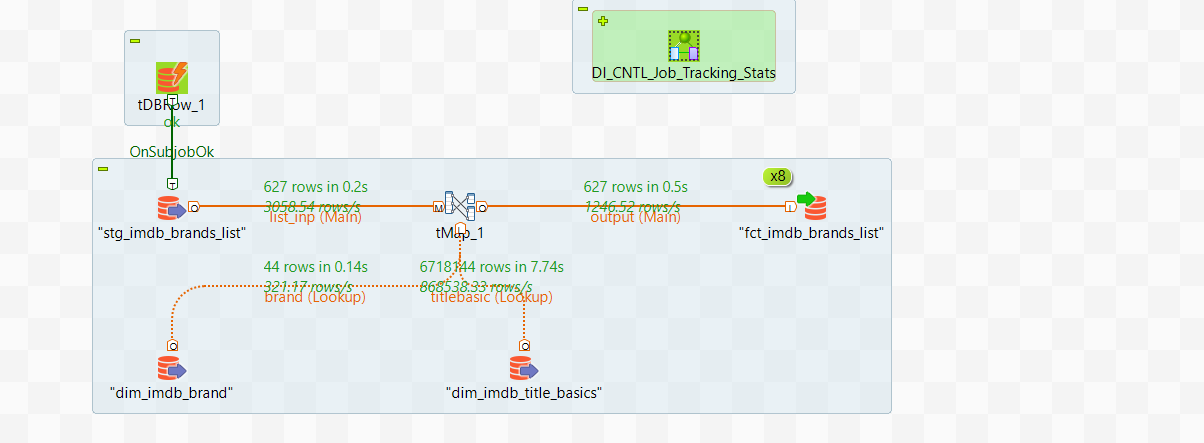 DI_CNTL_Job_Tracking_Stats
tDBRow_1
ok
OnSubjobOk
627 rows in 0.2s
3058.54 rows/s
list_inp (Main)
627 rows in 0.5s
1246.52 rows/s
output (Main)
x8
"stg_imdb_brands_list"
tMap_1
"fct_imdb_brands_list"
44 rows in 0.14s
321.17 rows/s
brand (Lookup)
6718144 rows in 7.74s
868538.33 rows/s
titlebasic (Lookup)
"dim_imdb_brand"
"dim_imdb_title_basics"